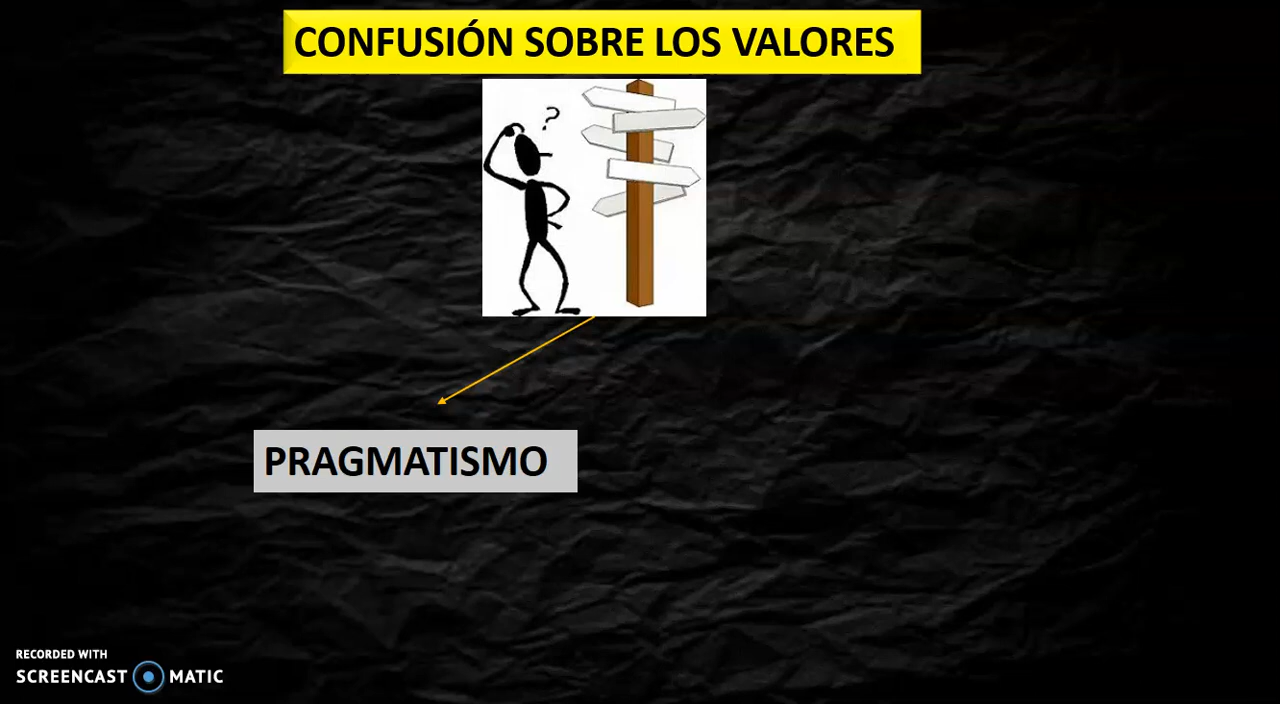 CONFUSIÓN SOBRE LOS VALORES
?
PRAGMATISMO
RECORDED WITH
SCREENCAST MATIC